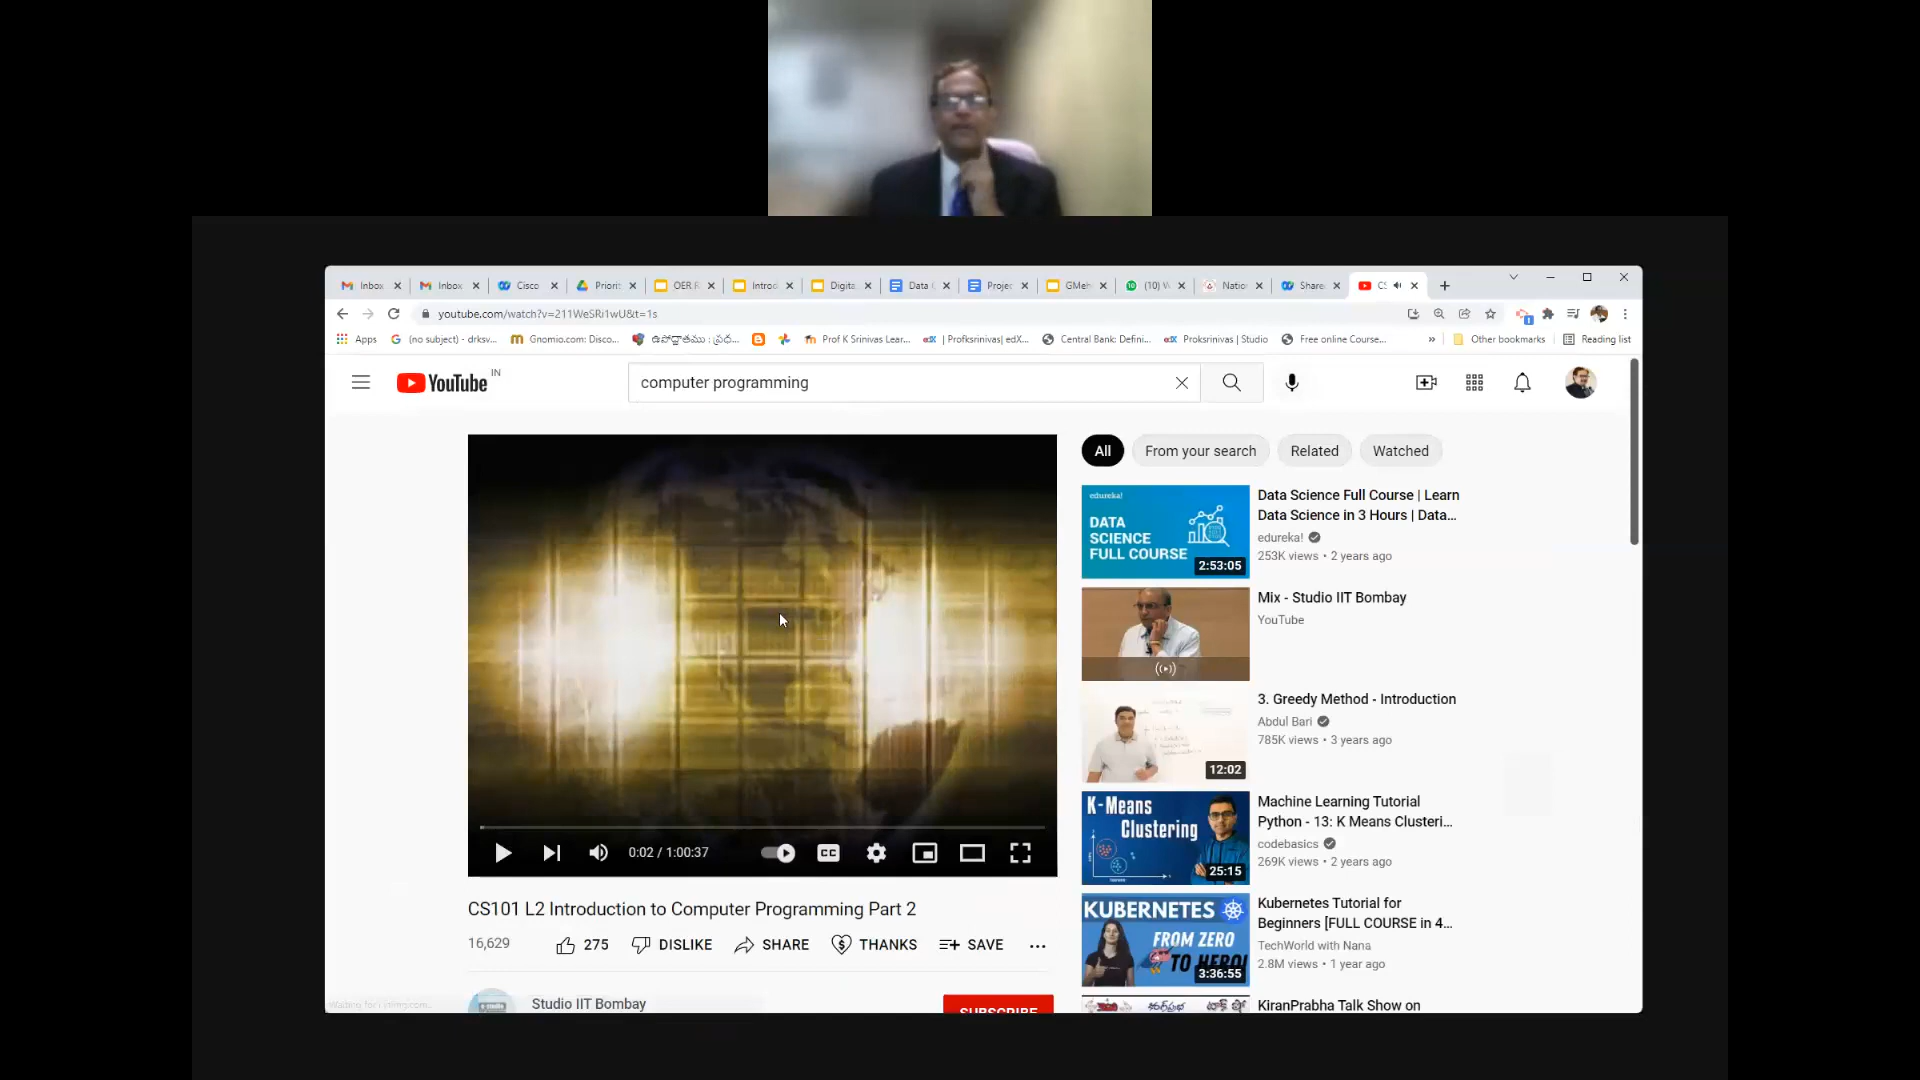 Inbox Inbox Cisco Priorit OER R Introd Digita Data ( Projec GMeh (10) W Natio Share CS
youtube.com/watch?v=211WeSRi1wU&t=1s
Apps (no subject) - drksv... Gnomio.com: Disco... ఉపోద్ఘాతము : ప్రధ... Prof K Srinivas Lear... | Profksrinivas| edX... Central Bank: Defini... Proksrinivas | Studio Free online Course... » Other bookmarks Reading list
YouTube IN
computer programming
All From your search Related Watched
edureka!
DATA
SCIENCE
FULL COURSE
2:53:05
Data Science Full Course | Learn
Data Science in 3 Hours | Data...
edureka!
253K views • 2 years ago
Mix - Studio IIT Bombay
YouTube
3. Greedy Method - Introduction
Abdul Bari
785K views • 3 years ago
12:02
K-Means
Clustering
25:15
Machine Learning Tutorial
Python - 13: K Means Clusteri...
codebasics
269K views • 2 years ago
0:02 / 1:00:37
CC
CS101 L2 Introduction to Computer Programming Part 2
16,629 275 DISLIKE SHARE THANKS SAVE ...
KUBERNETES
FROM ZERO
TO HERO!
3:36:55
Kubernetes Tutorial for
Beginners [FULL COURSE in 4...
TechWorld with Nana
2.8M views • 1 year ago
Studio IIT Bombay
SUBSCRIBE
KiranPrabha Talk Show on